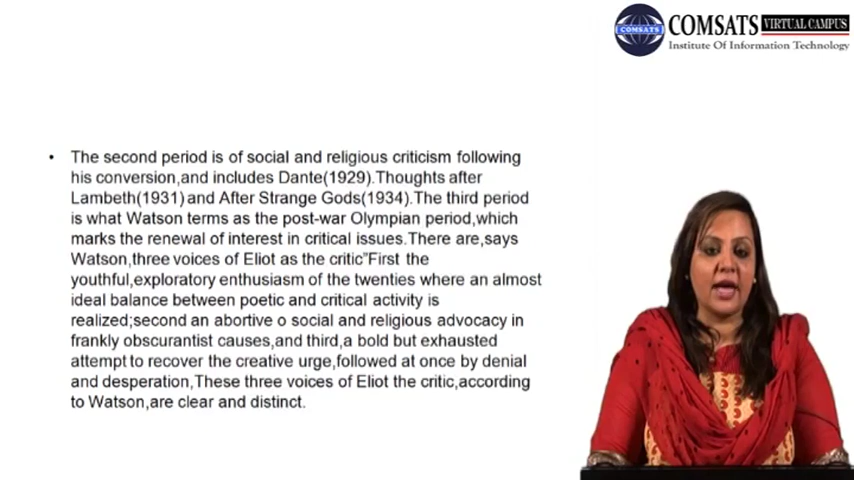 COMSATS
COMSATS VIRTUAL CAMPUS
Institute Of Information Technology
• The second period is of social and religious criticism following
his conversion,and includes Dante(1929).Thoughts after
Lambeth(1931) and After Strange Gods(1934).The third period
is what Watson terms as the post-war Olympian period,which
marks the renewal of interest in critical issues.There are,says
Watson,three voices of Eliot as the critic"First the
youthful,exploratory enthusiasm of the twenties where an almost
ideal balance between poetic and critical activity is
realized;second an abortive o social and religious advocacy in
frankly obscurantist causes,and third,a bold but exhausted
attempt to recover the creative urge,followed at once by denial
and desperation,These three voices of Eliot the critic,according
to Watson,are clear and distinct.